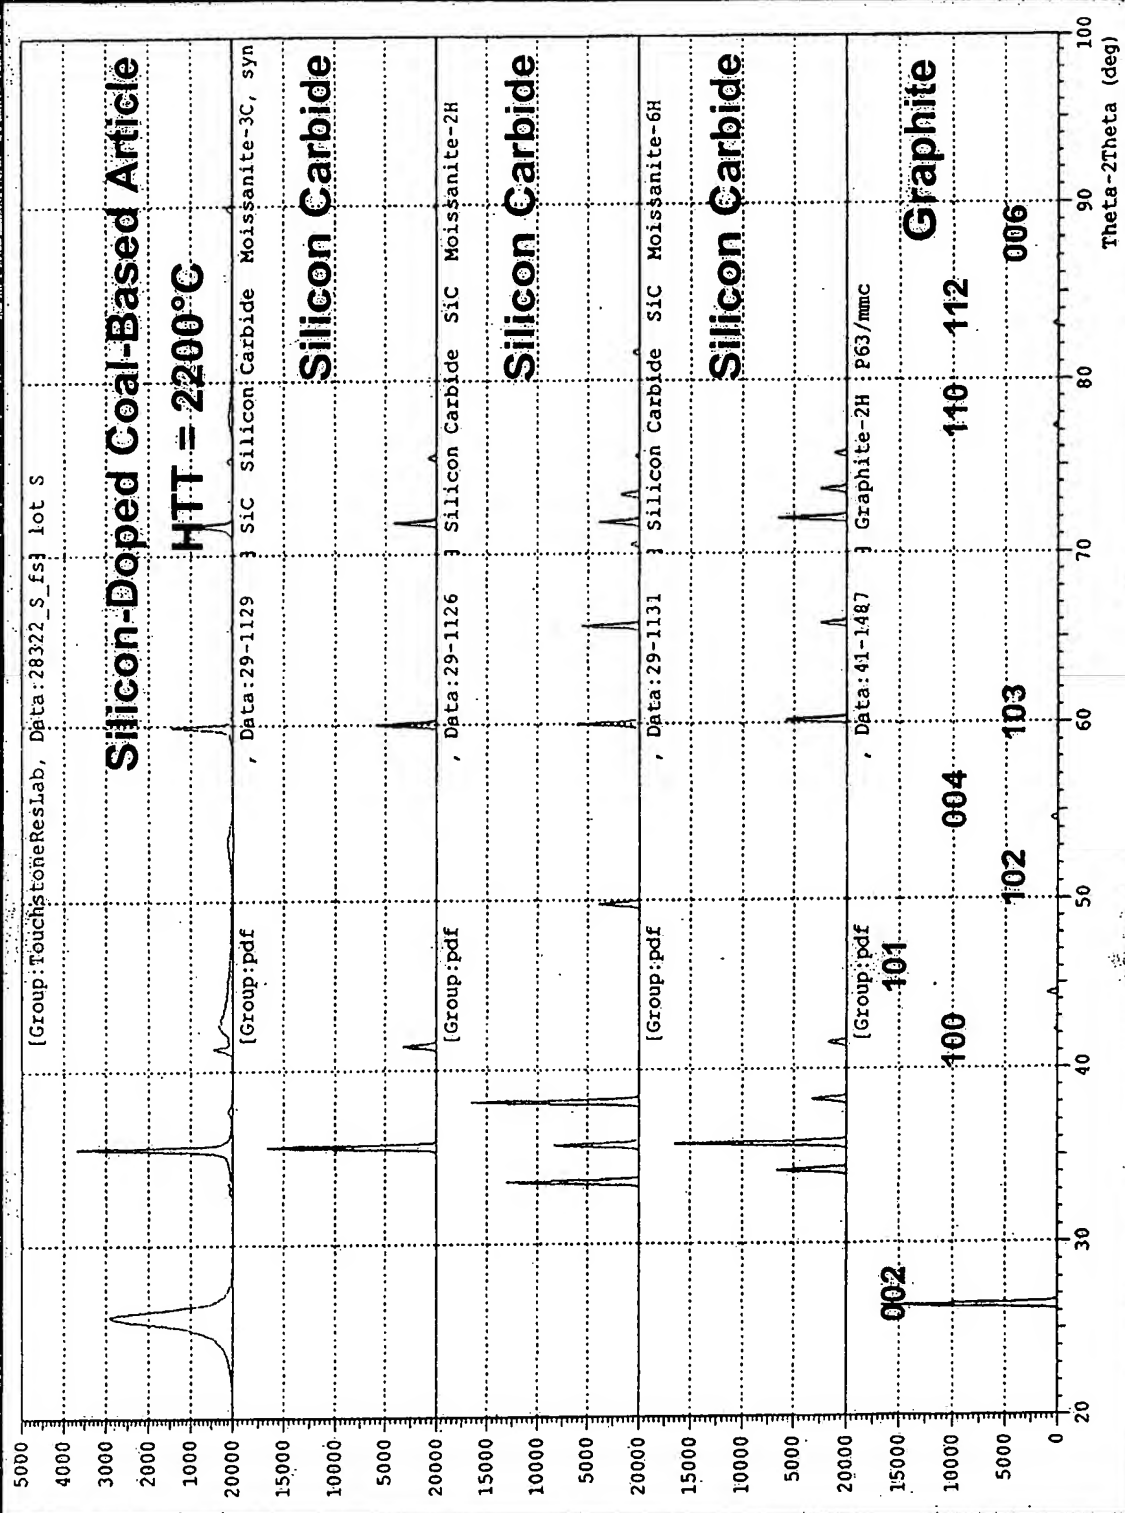 [Group:TouchstoneResLab, Data:28322_S_fs] lot S
5000
4000
3000
2000
1000
Silicon-Doped Coal-Based Article
HTT = 2200°C
[Group:pdf , Data:29-1129 ] SiC Silicon Carbide Moissanite-3C, syn
20000
15000
10000
5000
Silicon Carbide
[Group:pdf , Data:29-1126 ] Silicon Carbide SiC Moissanite-2H
20000
15000
10000
5000
Silicon Carbide
[Group:pdf , Data:29-1131 ] Silicon Carbide SiC Moissanite-6H
20000
15000
10000
5000
Silicon Carbide
[Group:pdf , Data:41-1487 ] Graphite-2H : P63/mmc
20000
15000
10000
5000
0
Graphite
002 101
100 004 110 112
102 103 006
20 30 40 50 60 70 80 90 100
Theta-2Theta (deg)